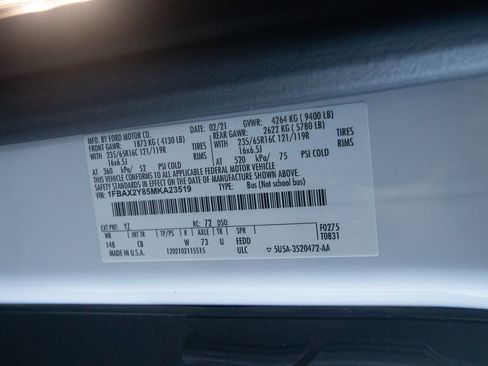 MFD. BY FORD MOTOR CO. DATE: 02/21 GVWR: 4264 KG ( 9400 LB)
FRONT GAWR: 1873 KG ( 4130 LB) REAR GAWR: 2622 KG ( 5780 LB)
WITH 235/65R16C 121/119R TIRES WITH 235/65R16C 121/119R TIRES
16x6.5J RIMS 16x6.5J RIMS
AT 360 kPa/ 52 PSI COLD AT 520 kPa/ 75 PSI COLD
THIS VEHICLE CONFORMS TO ALL APPLICABLE FEDERAL MOTOR VEHICLE
SAFETY STANDARDS IN EFFECT ON THE DATE OF MANUFACTURE SHOWN ABOVE.
VIN: 1FBAX2Y85MKA23519 TYPE: Bus (Not school Bus)
EXT PNT: YZ RC: 72 DSO: F0275
WB INT TR TP/PS R AXLE TR SPR T0831
148 CB W 73 U EEDD
MADE IN U.S.A. 1202102115515 ULC 5USA-3520472-AA